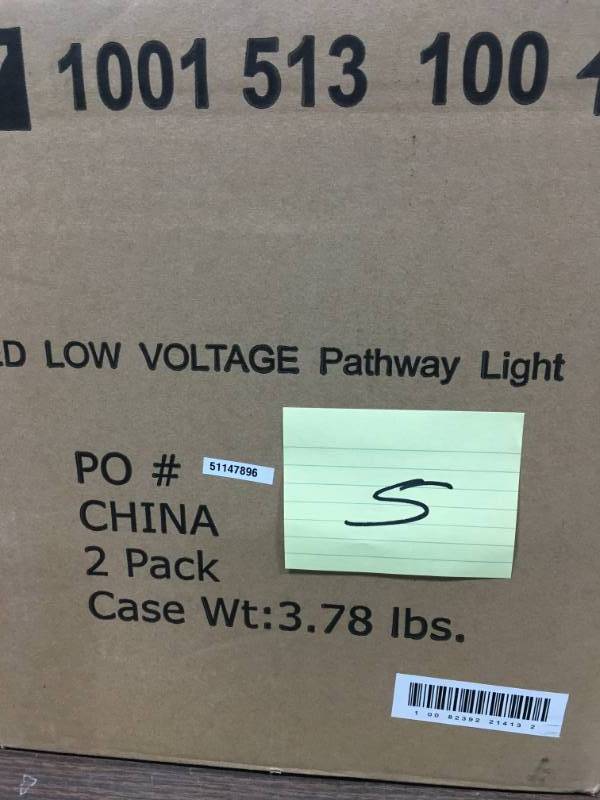 1001 513 100
LOW VOLTAGE Pathway Light
PO # 51147896
5
CHINA
2 Pack
Case Wt:3.78 lbs.
1 00 82392 21413 2